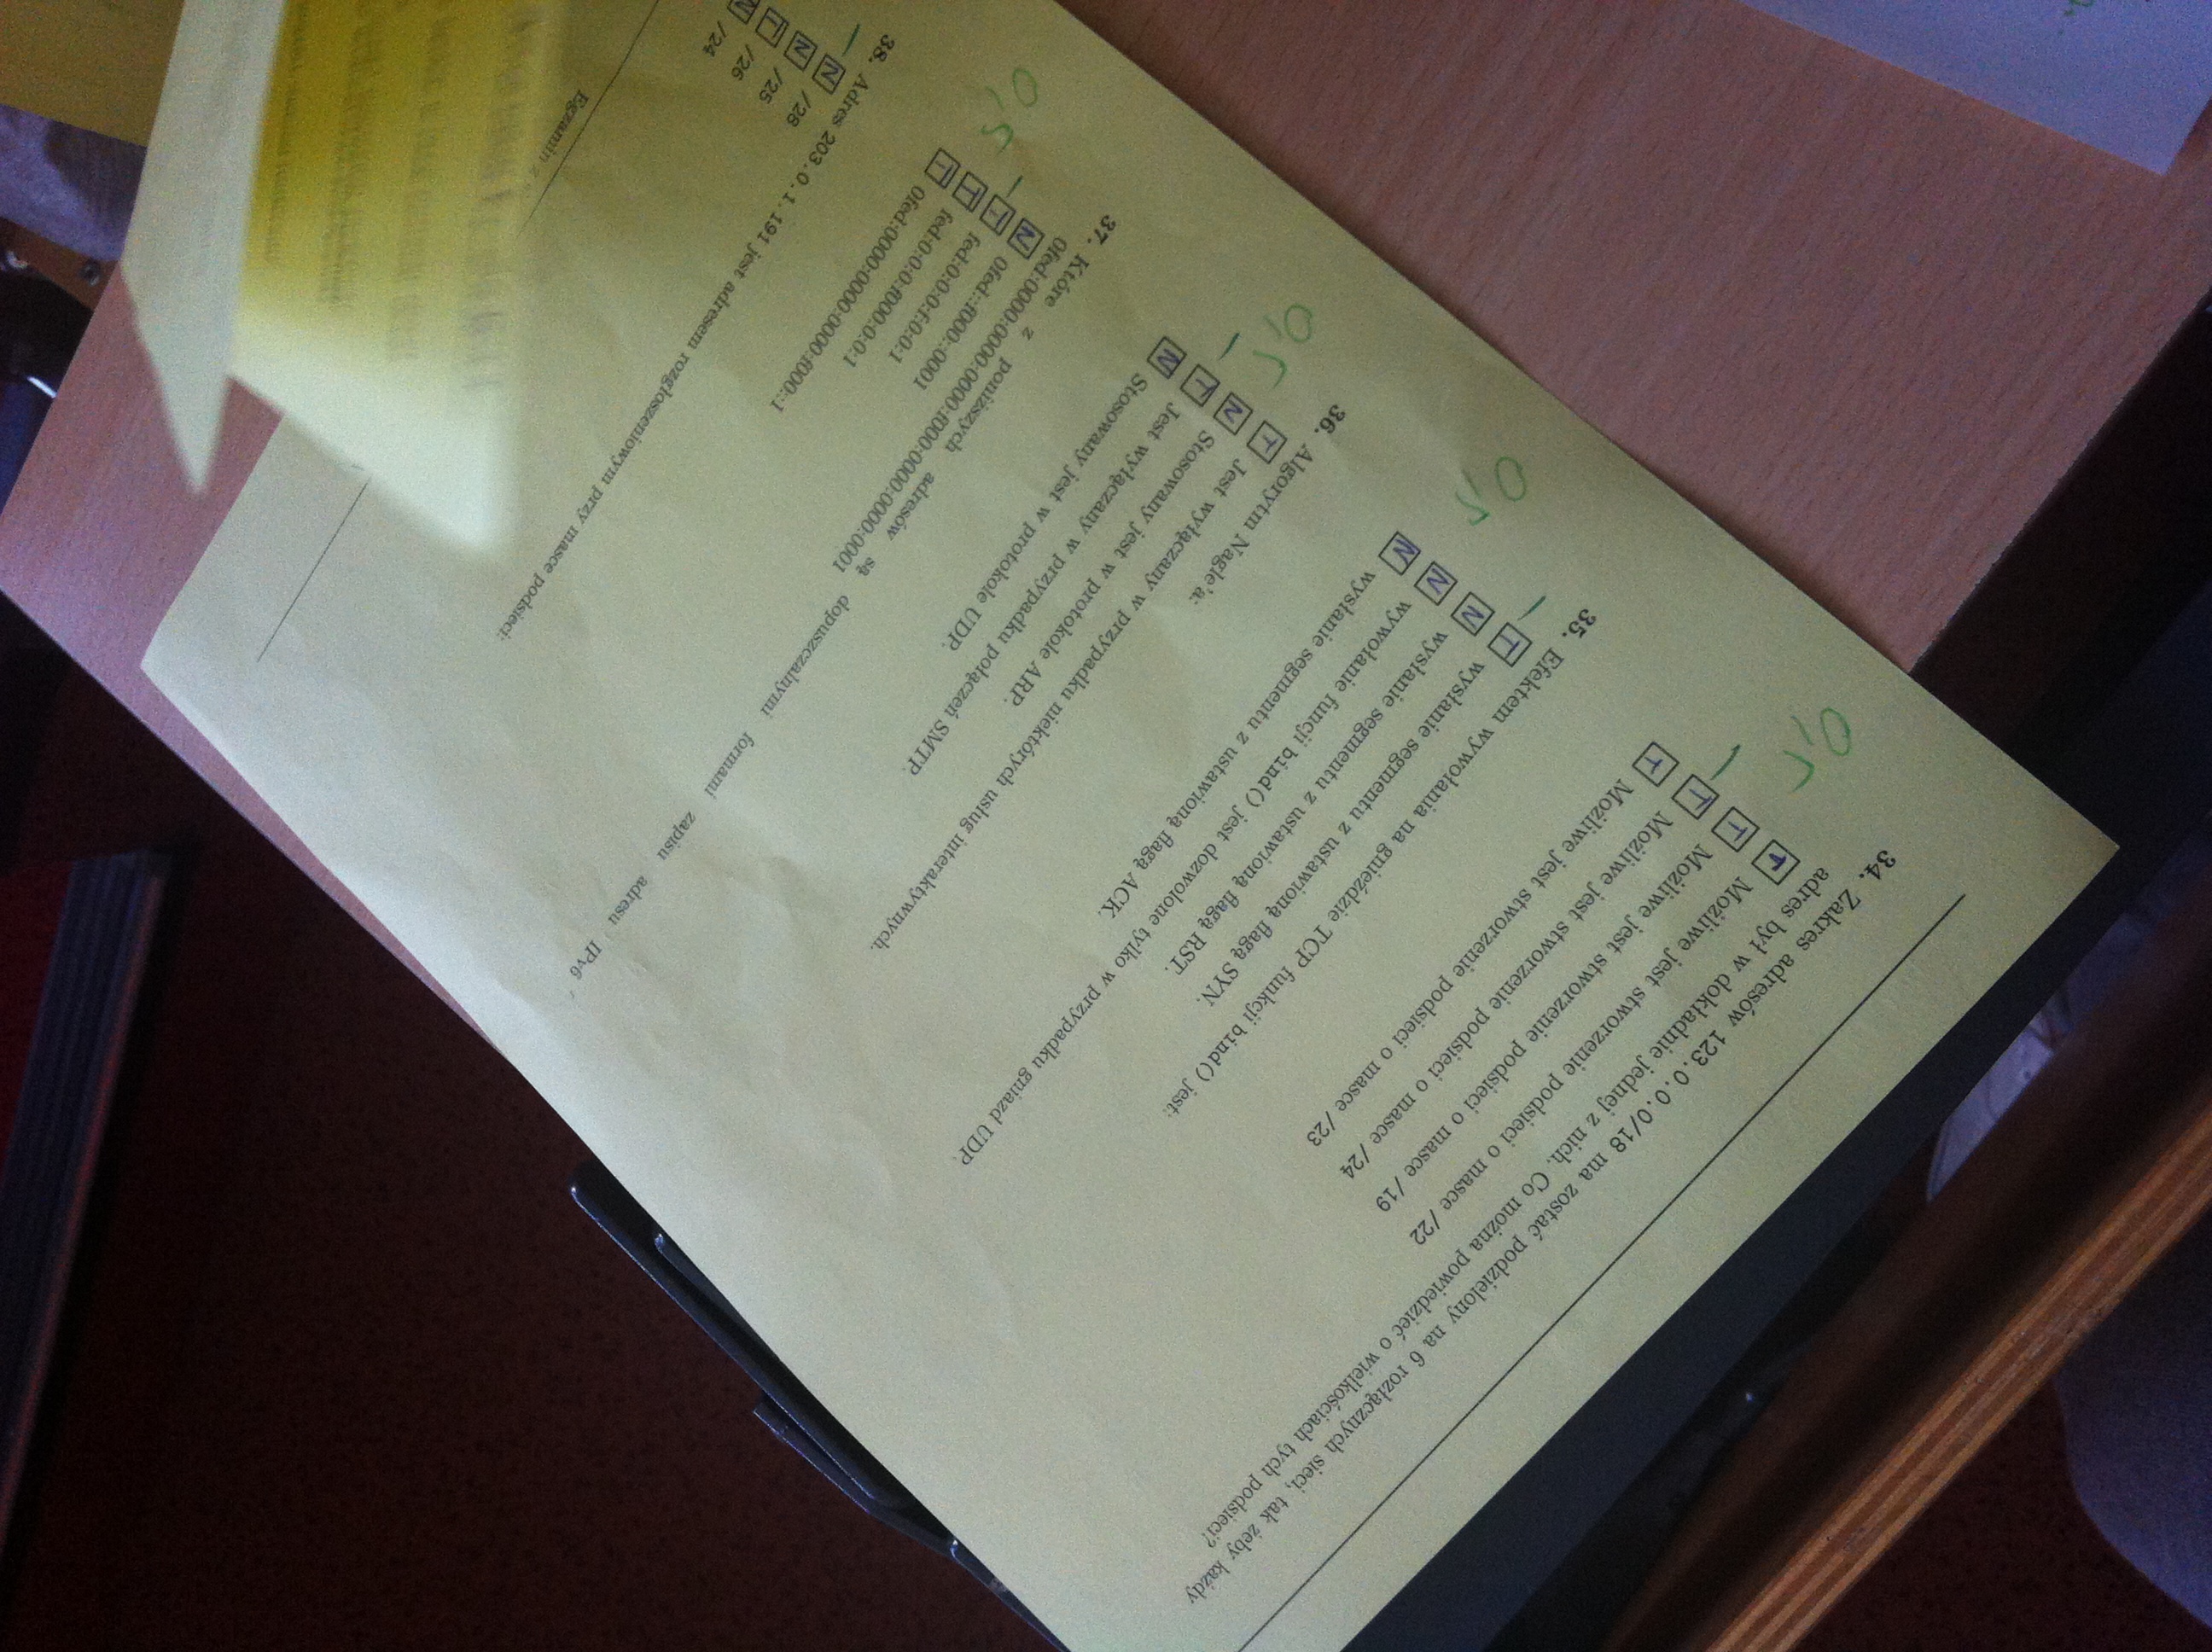 34. Zakres adresów 123.0.0.0/18 ma zostać podzielony na 6 rozłącznych sieci, tak żeby każdy
adres był w dokładnie jednej z nich. Co można powiedzieć o wielkościach tych podsieci?
T Możliwe jest stworzenie podsieci o masce /22
T Możliwe jest stworzenie podsieci o masce /19
T Możliwe jest stworzenie podsieci o masce /24
T Możliwe jest stworzenie podsieci o masce /23
0,5
35. Efektem wywołania na gnieździe TCP funkcji bind() jest:
T wysłanie segmentu z ustawioną flagą SYN.
N wysłanie segmentu z ustawioną flagą RST.
N wywołanie funcji bind() jest dozwolone tylko w przypadku gniazd UDP.
N wysłanie segmentu z ustawioną flagą ACK.
0,5
36. Algorytm Nagle'a:
T Jest wyłączany w przypadku niektórych usług interaktywnych.
N Stosowany jest w protokole ARP.
T Jest wyłączany w przypadku połączeń SMTP.
N Stosowany jest w protokole UDP.
0,5
37. Które z poniższych adresów są dopuszczalnymi formami zapisu adresu IPv6
0fed:0000:0000:0000:f000:0000:0000:0001
N 0fed::f000::0001
T fed:0:0:0:f:0:0:1
T fed:0:0:0:f000:0:0:1
T 0fed:0000:0000:0000:f000::1
0,5
38. Adres 203.0.1.191 jest adresem rozgłoszeniowym przy masce podsieci:
N /28
N /25
T /26
N /24
Egzamin z